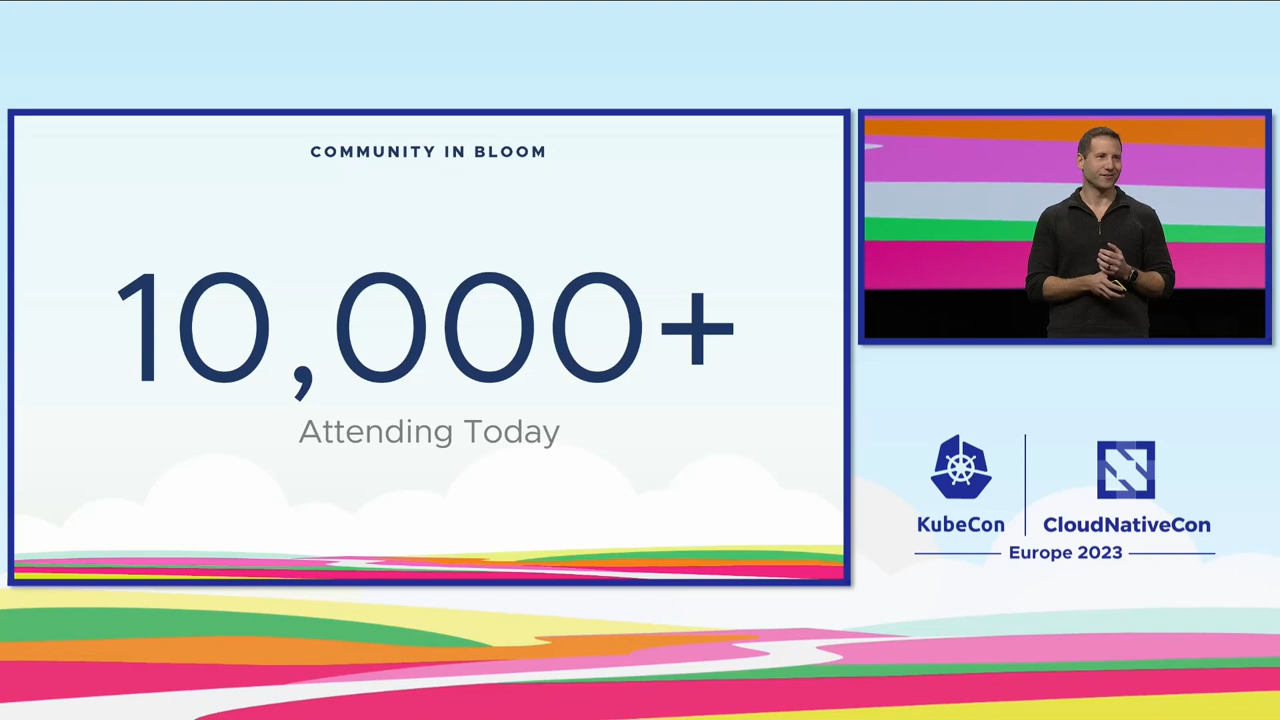 COMMUNITY IN BLOOM
10,000+
Attending Today
KubeCon
CloudNativeCon
Europe 2023